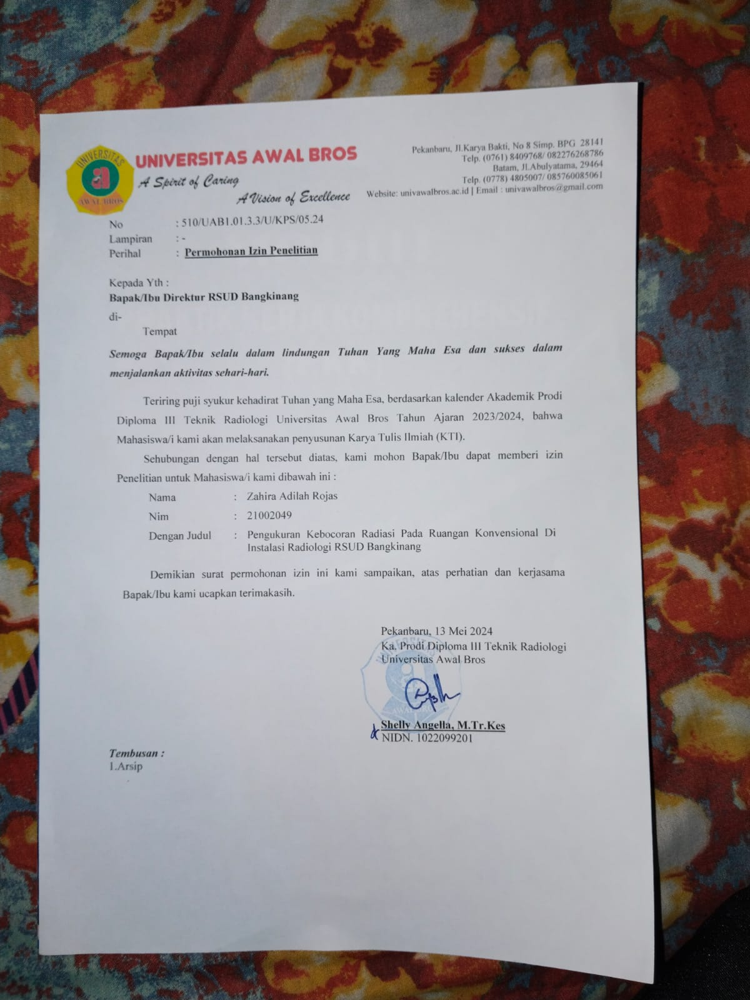 UNIVERSITAS AWAL BROS
UNIVERSITAS AWAL BROS
A Spirit of Caring
A Vision of Excellence
Pekanbaru, Jl.Karya Bakti, No 8 Simp. BPG 28141
Telp. (0761) 8409768/ 082276268786
Batam, Jl.Abulyatama, 29464
Telp. (0778) 4805007/ 085760085061
Website: univawalbros.ac.id | Email : univawalbros@gmail.com
No : 510/UAB1.01.3.3/U/KPS/05.24
Lampiran : -
Perihal : Permohonan Izin Penelitian
Kepada Yth :
Bapak/Ibu Direktur RSUD Bangkinang
di-
Tempat
Semoga Bapak/Ibu selalu dalam lindungan Tuhan Yang Maha Esa dan sukses dalam
menjalankan aktivitas sehari-hari.
Teriring puji syukur kehadirat Tuhan yang Maha Esa, berdasarkan kalender Akademik Prodi
Diploma III Teknik Radiologi Universitas Awal Bros Tahun Ajaran 2023/2024, bahwa
Mahasiswa/i kami akan melaksanakan penyusunan Karya Tulis Ilmiah (KTI).
Sehubungan dengan hal tersebut diatas, kami mohon Bapak/Ibu dapat memberi izin
Penelitian untuk Mahasiswa/i kami dibawah ini :
Nama : Zahira Adilah Rojas
Nim : 21002049
Dengan Judul : Pengukuran Kebocoran Radiasi Pada Ruangan Konvensional Di
Instalasi Radiologi RSUD Bangkinang
Demikian surat permohonan izin ini kami sampaikan, atas perhatian dan kerjasama
Bapak/Ibu kami ucapkan terimakasih.
Pekanbaru, 13 Mei 2024
Ka. Prodi Diploma III Teknik Radiologi
Universitas Awal Bros
UNIVERSITAS
AWAL BROS
Shelly Angella, M.Tr.Kes
NIDN. 1022099201
Tembusan :
1.Arsip